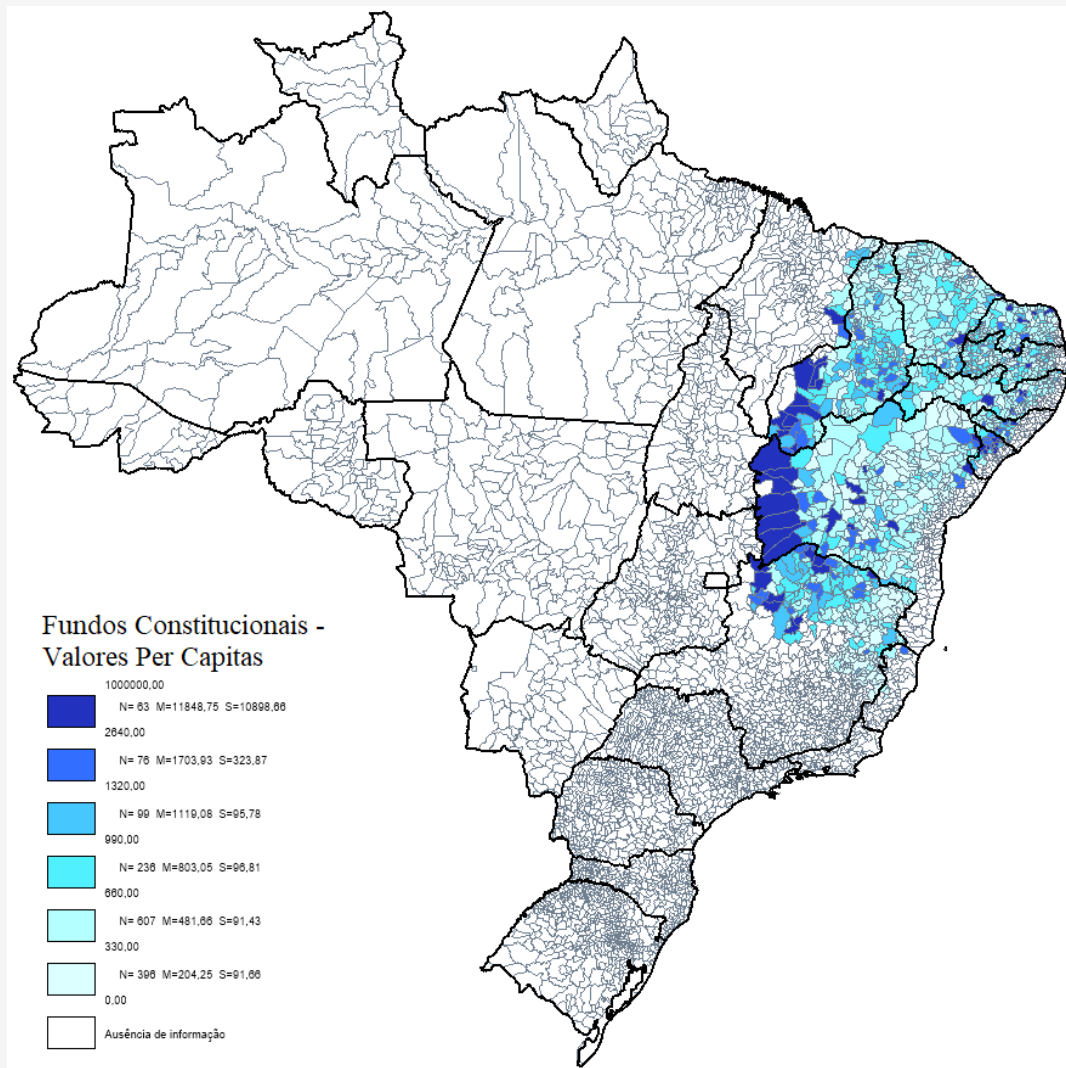 Fundos Constitucionais -
Valores Per Capitas
1000000,00
N= 63 M=11848,75 S=10898,66
2640,00
N= 76 M=1703,93 S=323,87
1320,00
N= 99 M=1119,08 S=95,78
990,00
N= 236 M=803,05 S=96,81
660,00
N= 607 M=481,66 S=91,43
330,00
N= 396 M=204,25 S=91,66
0,00
Ausência de informação